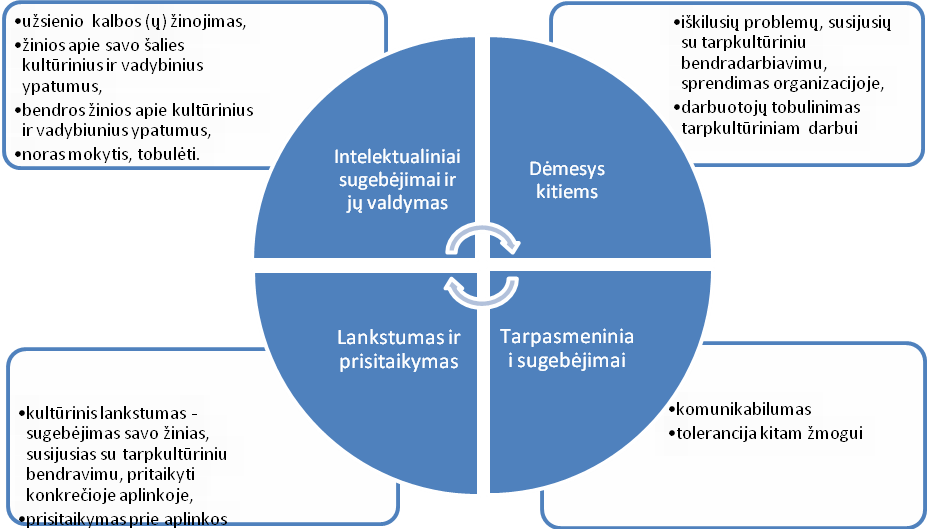 •užsienio kalbos (ų) žinojimas,
•žinios apie savo šalies
kultūrinius ir vadybinius
ypatumus,
•bendros žinios apie kultūrinius
ir vadybiunius ypatumus,
•noras mokytis, tobulėti.
•iškilusių problemų, susijusių
su tarpkultūriniu
bendradarbiavimu,
sprendimas organizacijoje,
•darbuotojų tobulinimas
tarpkultūriniam darbui
Intelektualiniai
sugebėjimai ir
jų valdymas
Dėmesys
kitiems
Lankstumas ir
prisitaikymas
Tarpasmeninia
i sugebėjimai
•kultūrinis lankstumas -
sugebėjimas savo žinias,
susijusias su tarpkultūriniu
bendravimu, pritaikyti
konkrečioje aplinkoje,
•prisitaikymas prie aplinkos
•komunikabilumas
•tolerancija kitam žmogui